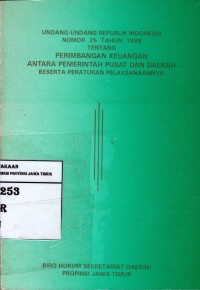 UNDANG-UNDANG REPUBLIK INDONESIA
NOMOR 25 TAHUN 1999
TENTANG
PERIMBANGAN KEUANGAN
ANTARA PEMERINTAH PUSAT DAN DAERAH
BESERTA PERATURAN PELAKSANAANNYA
PROVINSI JAWA TIMUR
253
R
BIRO HUKUM SEKRETARIAT DAERAH
PROPINSI JAWA TIMUR